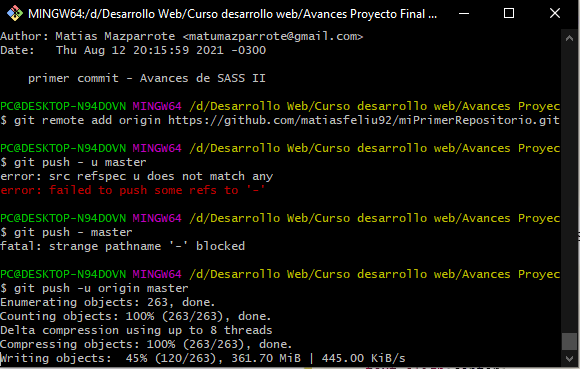 MINGW64:/d/Desarrollo Web/Curso desarrollo web/Avances Proyecto Final ...
Author: Matias Mazparrote <matumazparrote@gmail.com>
Date:   Thu Aug 12 20:15:59 2021 -0300
primer commit - Avances de SASS II
PC@DESKTOP-N94DOVN MINGW64 /d/Desarrollo Web/Curso desarrollo web/Avances Proyec
$ git remote add origin https://github.com/matiasfeliu92/miPrimerRepositorio.git
PC@DESKTOP-N94DOVN MINGW64 /d/Desarrollo Web/Curso desarrollo web/Avances Proyec
$ git push - u master
error: src refspec u does not match any
error: failed to push some refs to '-'
PC@DESKTOP-N94DOVN MINGW64 /d/Desarrollo Web/Curso desarrollo web/Avances Proyec
$ git push - master
fatal: strange pathname '-' blocked
PC@DESKTOP-N94DOVN MINGW64 /d/Desarrollo Web/Curso desarrollo web/Avances Proyec
$ git push -u origin master
Enumerating objects: 263, done.
Counting objects: 100% (263/263), done.
Delta compression using up to 8 threads
Compressing objects: 100% (263/263), done.
Writing objects:  45% (120/263), 361.70 MiB | 445.00 KiB/s